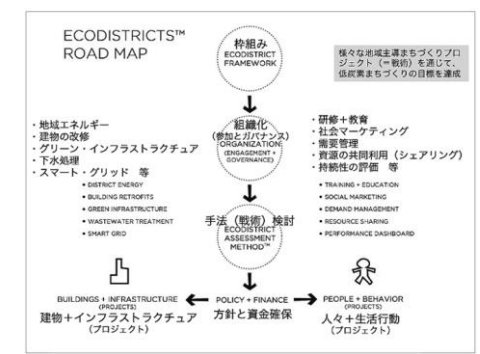 ECODISTRICTS™
ROAD MAP
枠組み
ECODISTRICT
FRAMEWORK
様々な地域主導まちづくりプロ
ジェクト（＝戦術）を通じて、
低炭素まちづくりの目標を達成
組織化
（参加とガバナンス）
ORGANIZATION
(ENGAGEMENT +
GOVERNANCE)
・地域エネルギー
・建物の改修
・グリーン・インフラストラクチュア
・下水処理
・スマート・グリッド　等
• DISTRICT ENERGY
• BUILDING RETROFITS
• GREEN INFRASTRUCTURE
• WASTEWATER TREATMENT
• SMART GRID
・研修＋教育
・社会マーケティング
・需要管理
・資源の共同利用（シェアリング）
・持続性の評価　等
• TRAINING + EDUCATION
• SOCIAL MARKETING
• DEMAND MANAGEMENT
• RESOURCE SHARING
• PERFORMANCE DASHBOARD
手法（戦術）検討
ECODISTRICT
ASSESSMENT
METHOD™
BUILDINGS + INFRASTRUCTURE
(PROJECTS)
建物＋インフラストラクチュア
（プロジェクト）
POLICY + FINANCE
方針と資金確保
PEOPLE + BEHAVIOR
(PROJECTS)
人々＋生活行動
（プロジェクト）